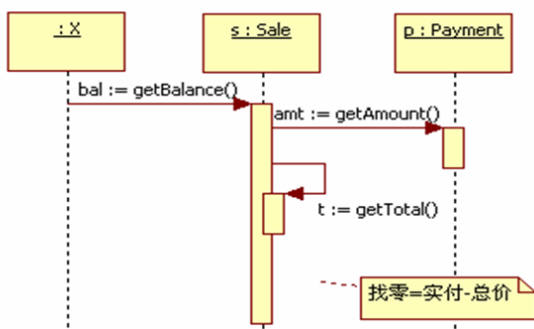 : X
s : Sale
p : Payment
bal := getBalance()
amt := getAmount()
t := getTotal()
找零=实付-总价